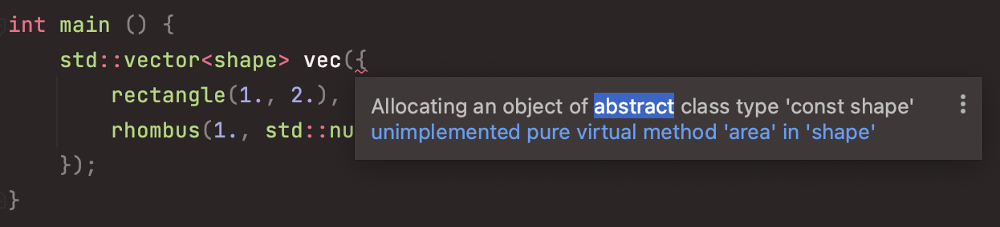 int main () {
std::vector<shape> vec({
rectangle(1., 2.),
Allocating an object of abstract class type 'const shape'
rhombus(1., std::nu
unimplemented pure virtual method 'area' in 'shape'
});
}